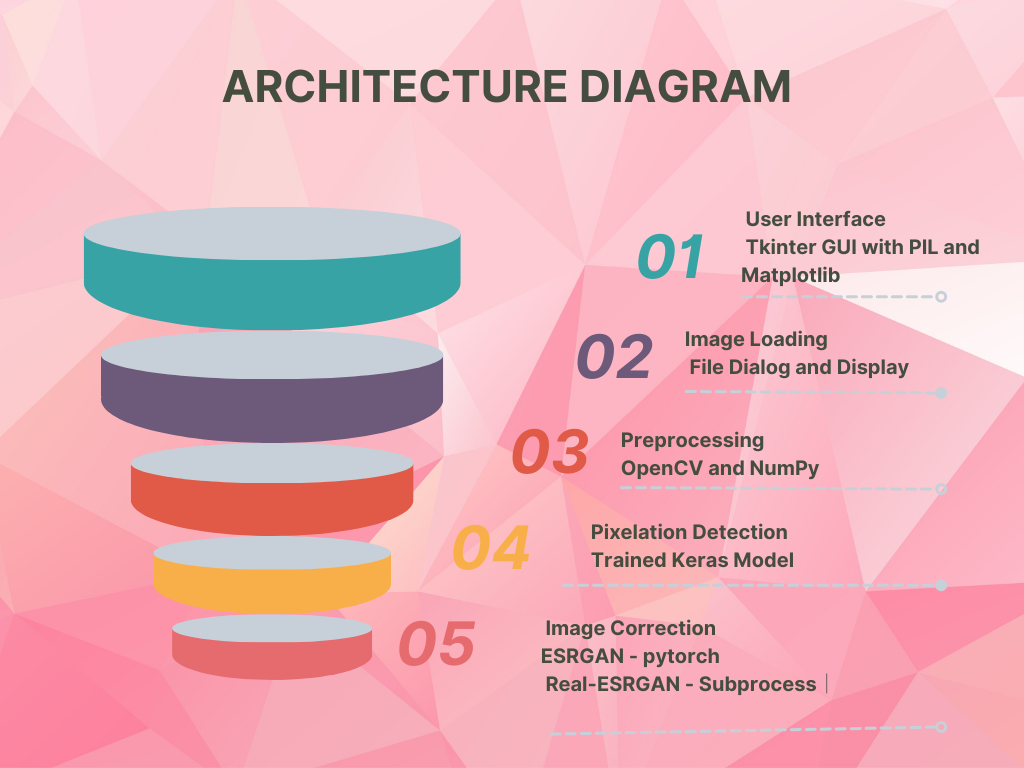 ARCHITECTURE DIAGRAM
01
User Interface
Tkinter GUI with PIL and
Matplotlib
02
Image Loading
File Dialog and Display
03
Preprocessing
OpenCV and NumPy
04
Pixelation Detection
Trained Keras Model
05
Image Correction
ESRGAN - pytorch
Real-ESRGAN - Subprocess